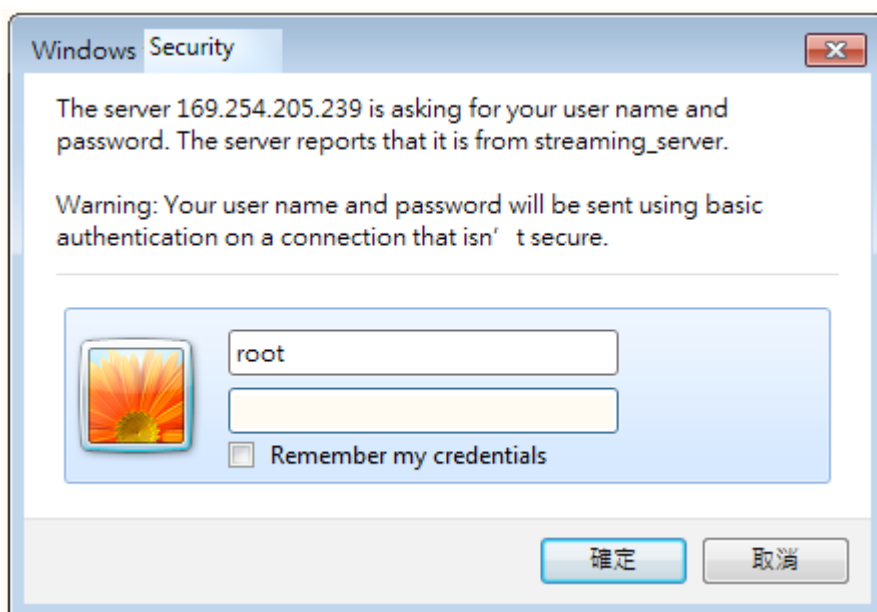 Windows Security
The server 169.254.205.239 is asking for your user name and
password. The server reports that it is from streaming_server.
Warning: Your user name and password will be sent using basic
authentication on a connection that isn’ t secure.
root
Remember my credentials
確定 取消